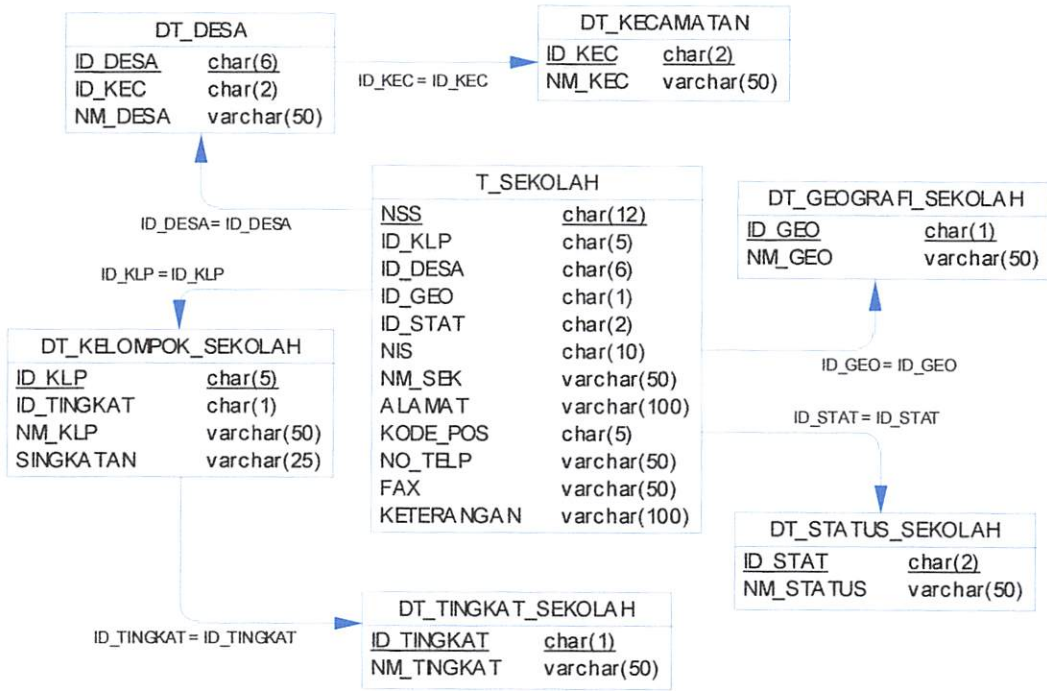 DT_DESA
ID_DESA char(6)
ID_KEC char(2)
NM_DESA varchar(50)
ID_KEC = ID_KEC
DT_KECAMATAN
ID_KEC char(2)
NM_KEC varchar(50)
ID_DESA = ID_DESA
T_SEKOLAH
NSS char(12)
ID_KLP char(5)
ID_DESA char(6)
ID_GEO char(1)
ID_STAT char(2)
NIS char(10)
NM_SEK varchar(50)
ALAMAT varchar(100)
KODE_POS char(5)
NO_TELP varchar(50)
FAX varchar(50)
KETERANGAN varchar(100)
DT_GEOGRAFI_SEKOLAH
ID_GEO char(1)
NM_GEO varchar(50)
ID_KLP = ID_KLP
DT_KELOMPOK_SEKOLAH
ID_KLP char(5)
ID_TINGKAT char(1)
NM_KLP varchar(50)
SINGKATAN varchar(25)
ID_GEO = ID_GEO
ID_STAT = ID_STAT
DT_STATUS_SEKOLAH
ID_STAT char(2)
NM_STATUS varchar(50)
ID_TINGKAT = ID_TINGKAT
DT_TINGKAT_SEKOLAH
ID_TINGKAT char(1)
NM_TINGKAT varchar(50)